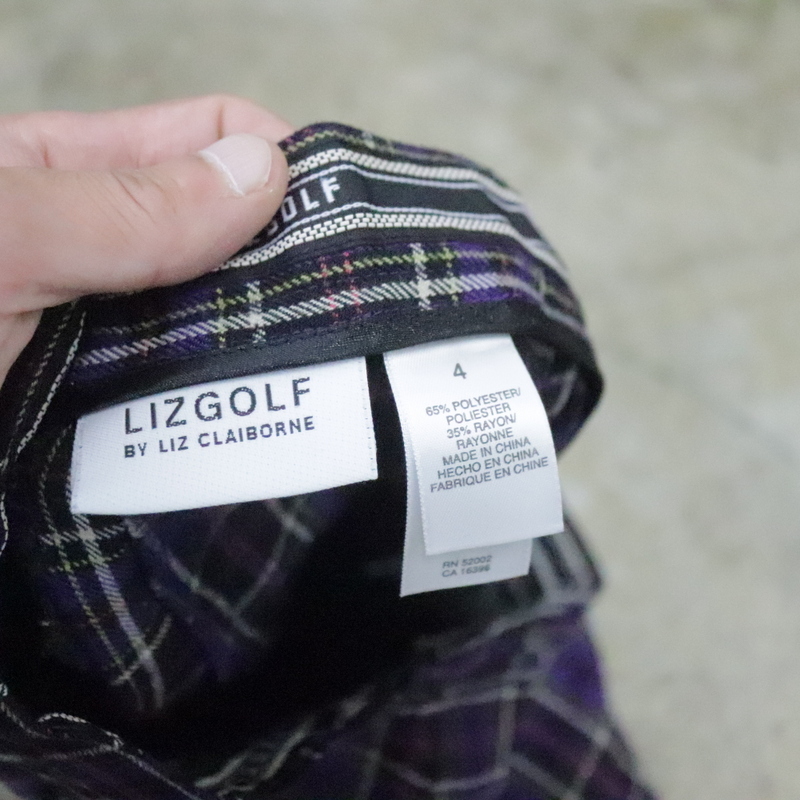 GOLF
LIZGOLF
BY LIZ CLAIBORNE
4
65% POLYESTER/
POLIESTER
35% RAYON/
RAYONNE
MADE IN CHINA
HECHO EN CHINA
FABRIQUE EN CHINE
RN 52002
CA 16396